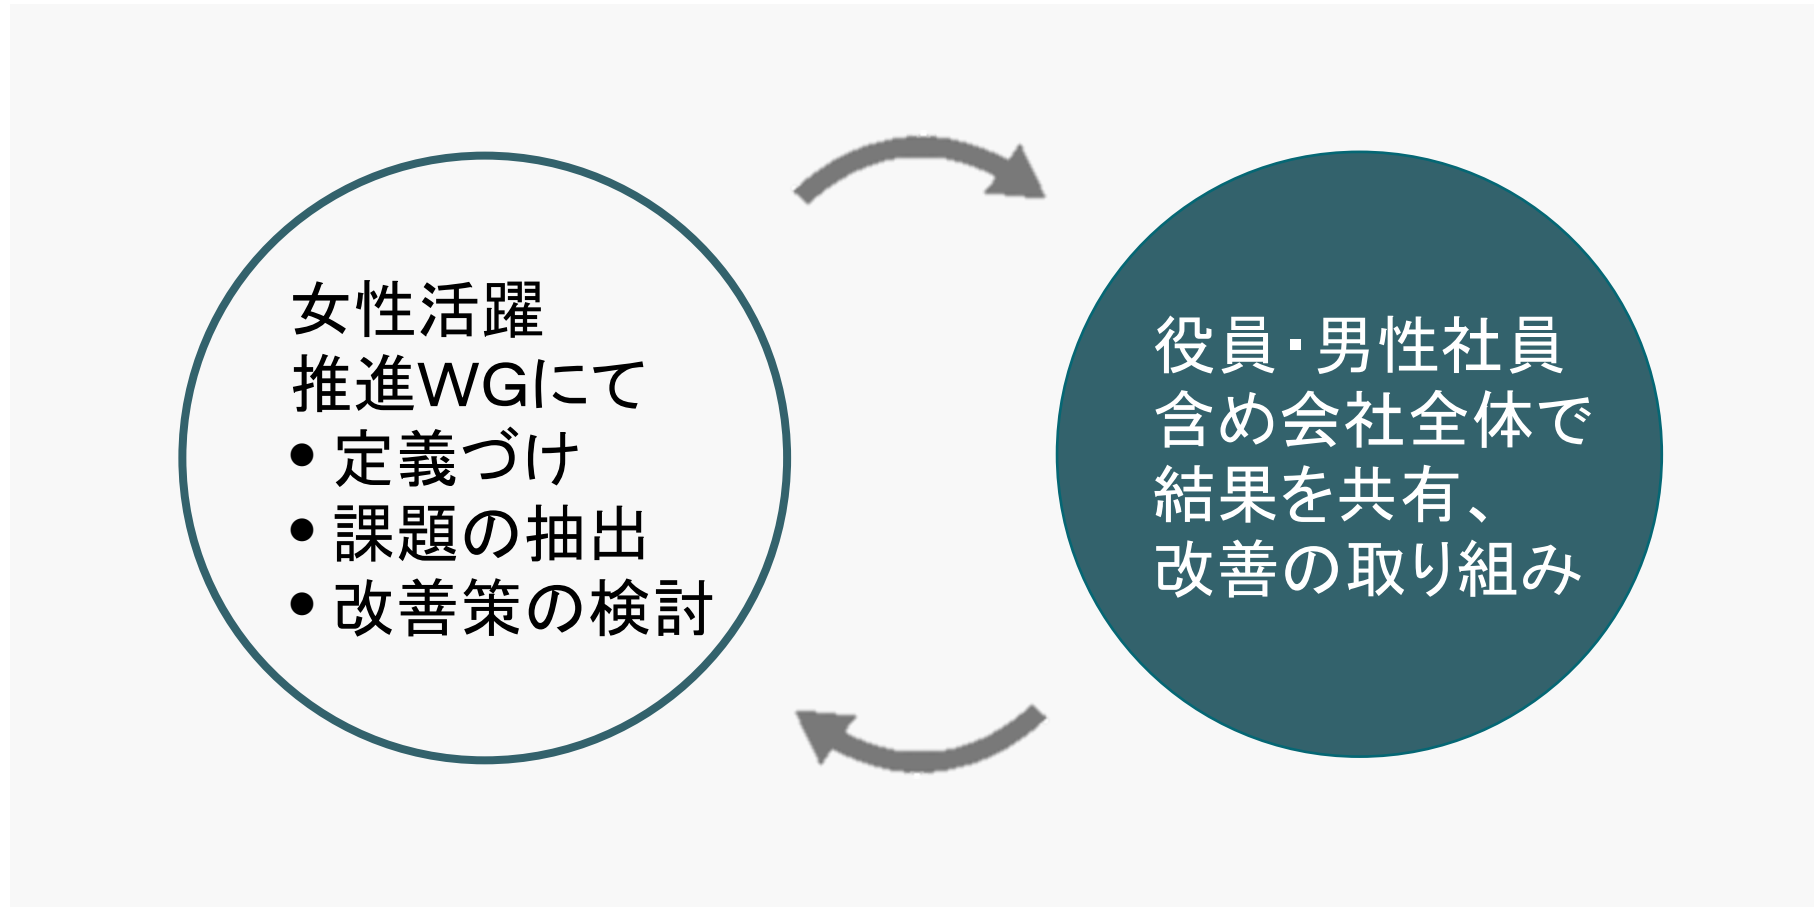 女性活躍
推進WGにて
• 定義づけ
• 課題の抽出
• 改善策の検討
役員・男性社員
含め会社全体で
結果を共有、
改善の取り組み